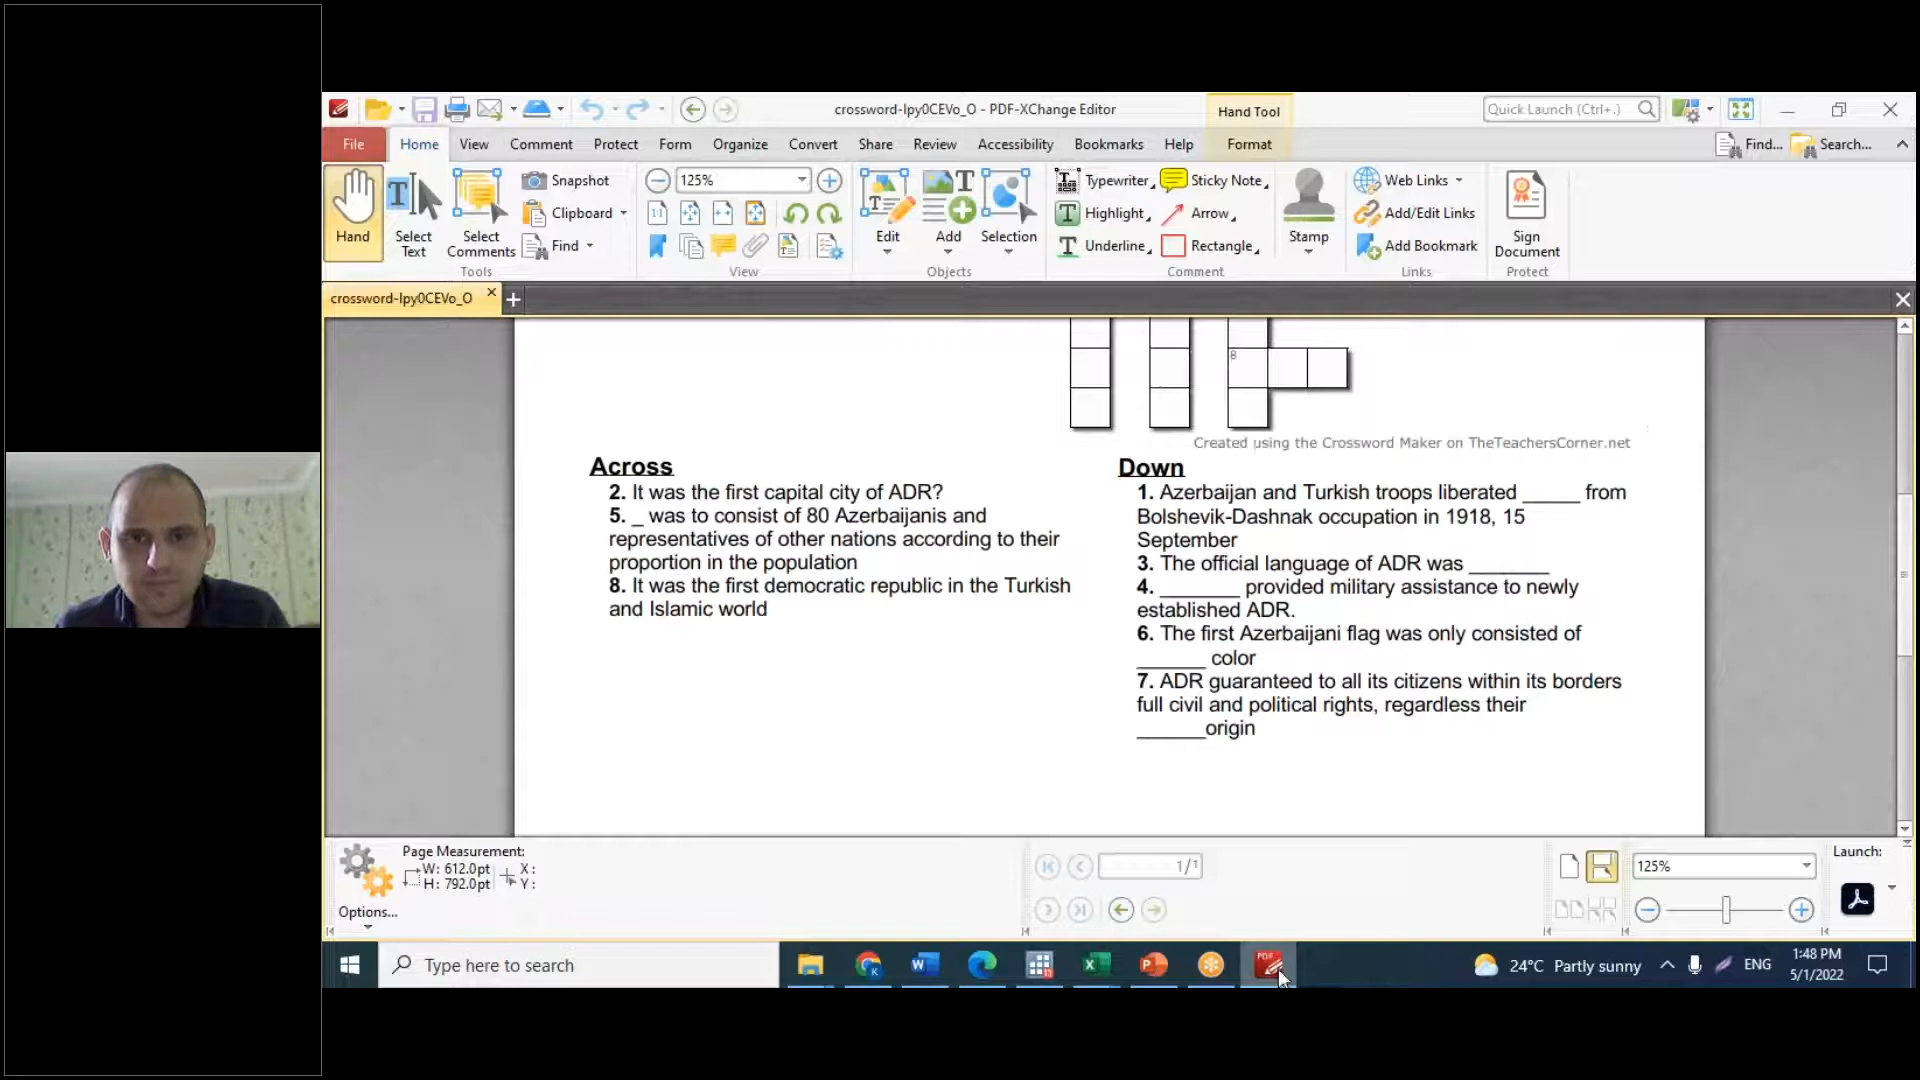 crossword-lpy0CEVo_O - PDF-XChange Editor
Hand Tool
Quick Launch (Ctrl+.)
File Home View Comment Protect Form Organize Convert Share Review Accessibility Bookmarks Help Format
Find... Search...
Hand
Select Text
Select Comments
Snapshot
Clipboard
Find
Tools
125%
View
Edit
Add
Selection
Objects
Typewriter
Highlight
Underline
Sticky Note
Arrow
Rectangle
Stamp
Comment
Web Links
Add/Edit Links
Add Bookmark
Links
Sign Document
Protect
crossword-lpy0CEVo_O
8
Created using the Crossword Maker on TheTeachersCorner.net
Across
2. It was the first capital city of ADR?
5. _ was to consist of 80 Azerbaijanis and
representatives of other nations according to their
proportion in the population
8. It was the first democratic republic in the Turkish
and Islamic world
Down
1. Azerbaijan and Turkish troops liberated _____ from
Bolshevik-Dashnak occupation in 1918, 15
September
3. The official language of ADR was _______
4. _______ provided military assistance to newly
established ADR.
6. The first Azerbaijani flag was only consisted of
______ color
7. ADR guaranteed to all its citizens within its borders
full civil and political rights, regardless their
______origin
Page Measurement:
W: 612.0pt X:
H: 792.0pt Y:
Options...
1/1
125%
Launch:
Type here to search
24°C Partly sunny
ENG
1:48 PM
5/1/2022